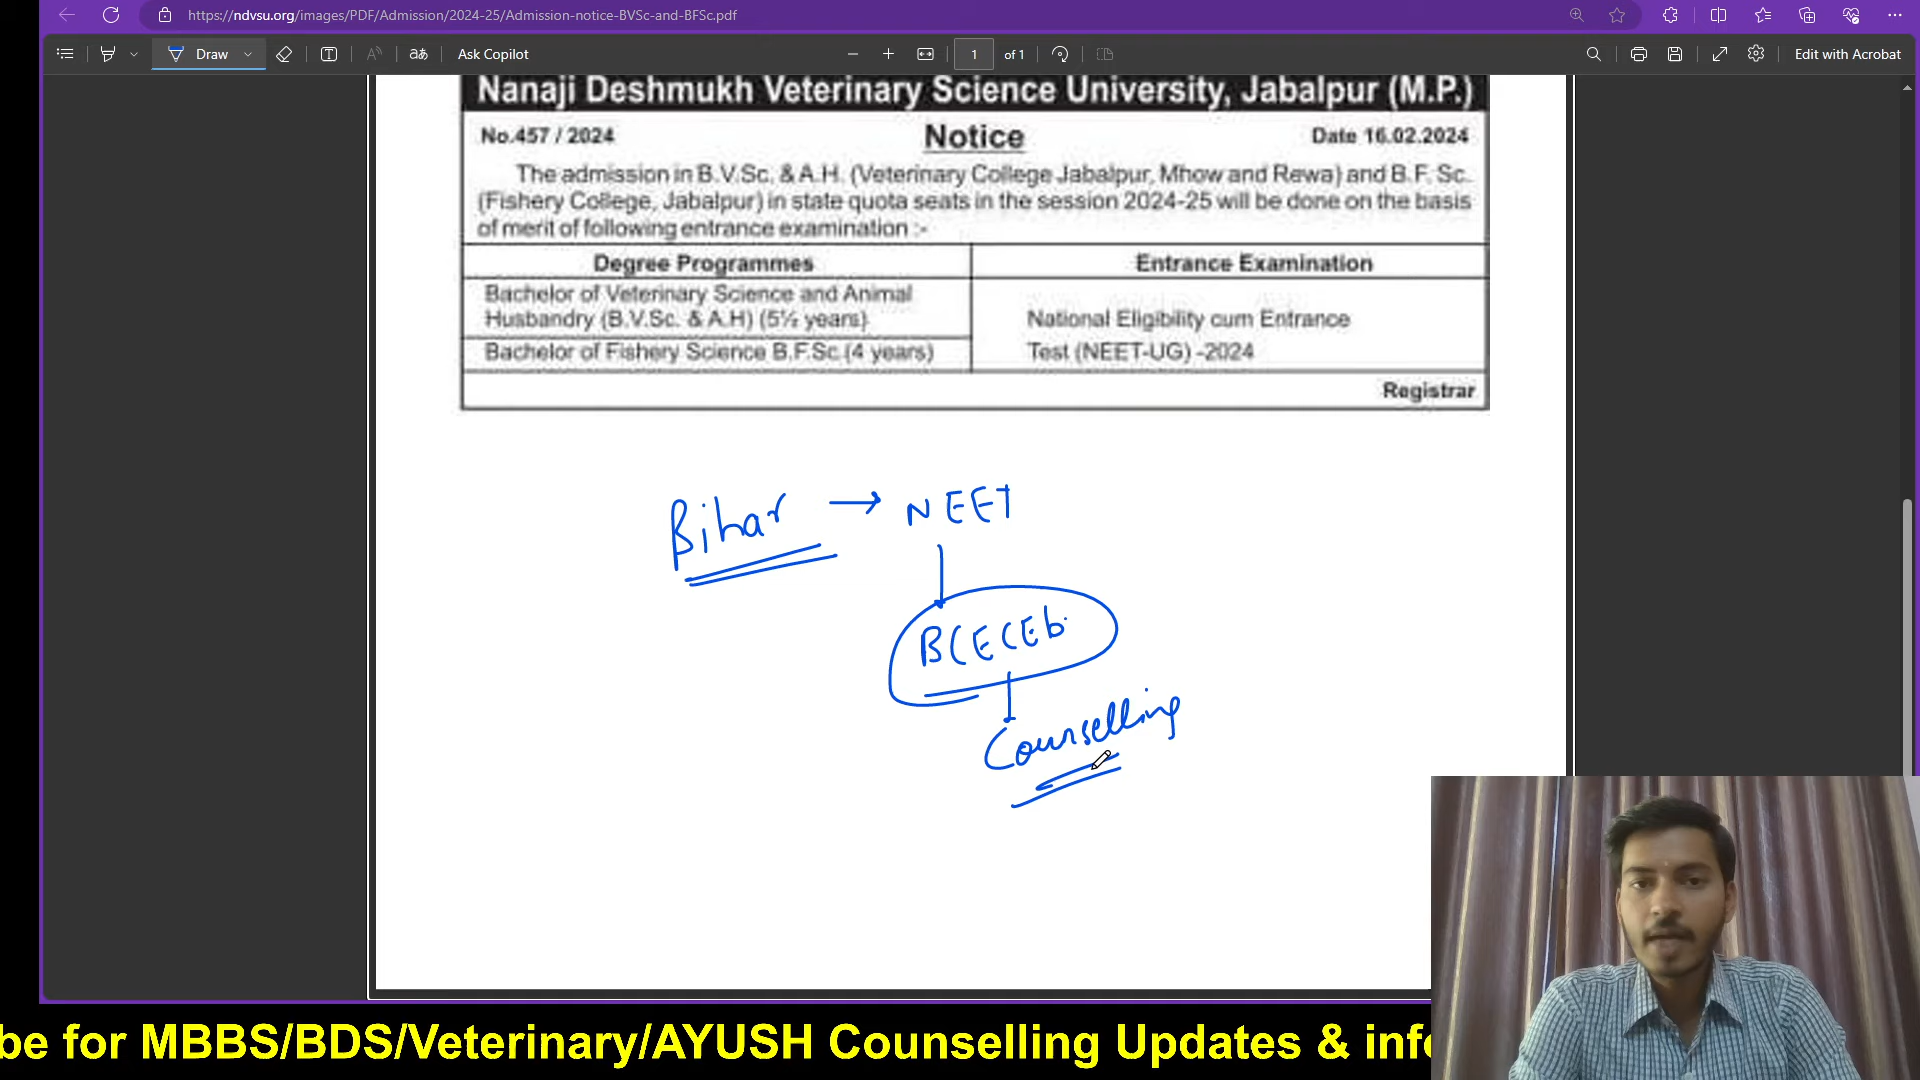 https://ndvsu.org/images/PDF/Admission/2024-25/Admission-notice-BVSc-and-BFSc.pdf
Draw
aあ
Ask Copilot
1 of 1
Edit with Acrobat
Nanaji Deshmukh Veterinary Science University, Jabalpur (M.P.)
No.457 / 2024 Notice Date 16.02.2024
The admission in B.V.Sc. & A.H. (Veterinary College Jabalpur, Mhow and Rewa) and B.F. Sc.
(Fishery College, Jabalpur) in state quota seats in the session 2024-25 will be done on the basis
of merit of following entrance examination :-
Degree Programmes Entrance Examination
Bachelor of Veterinary Science and Animal
Husbandry (B.V.Sc. & A.H) (5½ years)
Bachelor of Fishery Science B.F.Sc.(4 years)
National Eligibility cum Entrance
Test (NEET-UG) -2024
Registrar
Bihar → NEET
BCECEb
Counselling
be for MBBS/BDS/Veterinary/AYUSH Counselling Updates & info